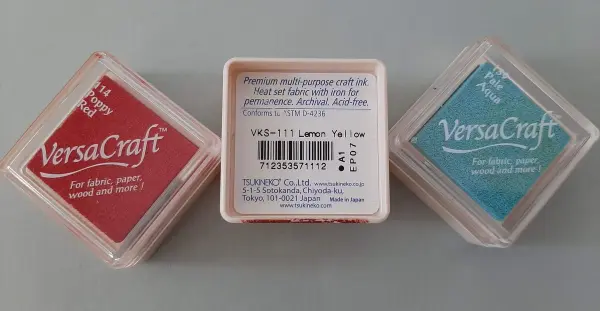 114
Poppy
Red
VersaCraft
For fabric, paper,
wood and more !
Premium multi-purpose craft ink.
Heat set fabric with iron for
permanence. Archival. Acid-free.
Conforms to ASTM D-4236
VKS-111 Lemon Yellow
712353571112
A1
EP07
TSUKINEKO® Co., Ltd. www.tsukineko.co.jp
5-1-5 Sotokanda, Chiyoda-ku,
Tokyo, 101-0021 Japan Made in Japan
www.tsukineko.com
Pale
Aqua
VersaCraft
For fabric, paper,
wood and more !